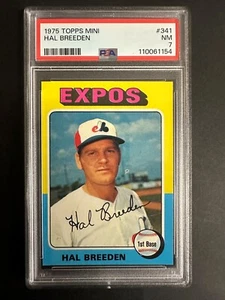 1975 TOPPS MINI #341
HAL BREEDEN NM
PSA 7
110061154
EXPOS
Hal Breeden
1st Base
HAL BREEDEN